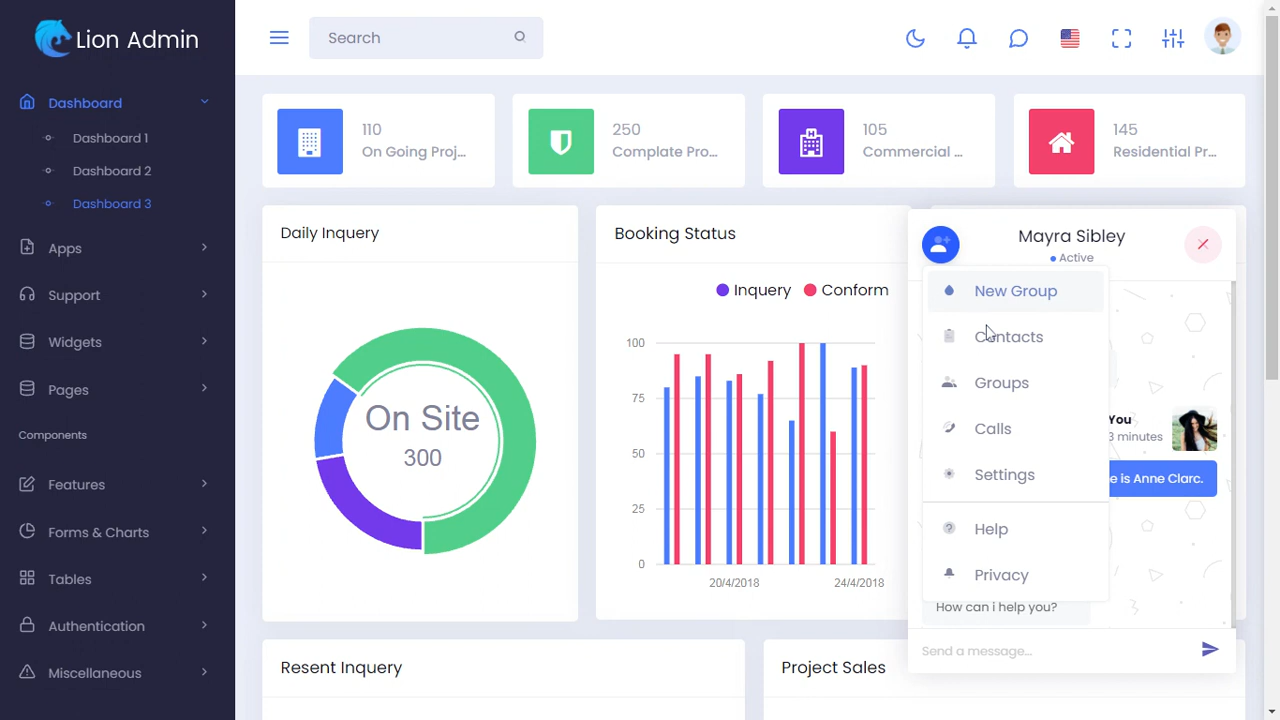 Lion Admin
Search
Dashboard
Dashboard 1
Dashboard 2
Dashboard 3
Apps
Support
Widgets
Pages
Components
Features
Forms & Charts
Tables
Authentication
Miscellaneous
110
On Going Proj...
250
Complate Pro...
105
Commercial ...
145
Residential Pr...
Daily Inquery
On Site
300
Booking Status
Inquery Conform
100
75
50
25
0
20/4/2018 24/4/2018
Mayra Sibley
Active
New Group
Contacts
Groups
Calls
Settings
Help
Privacy
You
3 minutes
e is Anne Clarc.
How can i help you?
Send a message...
Resent Inquery
Project Sales